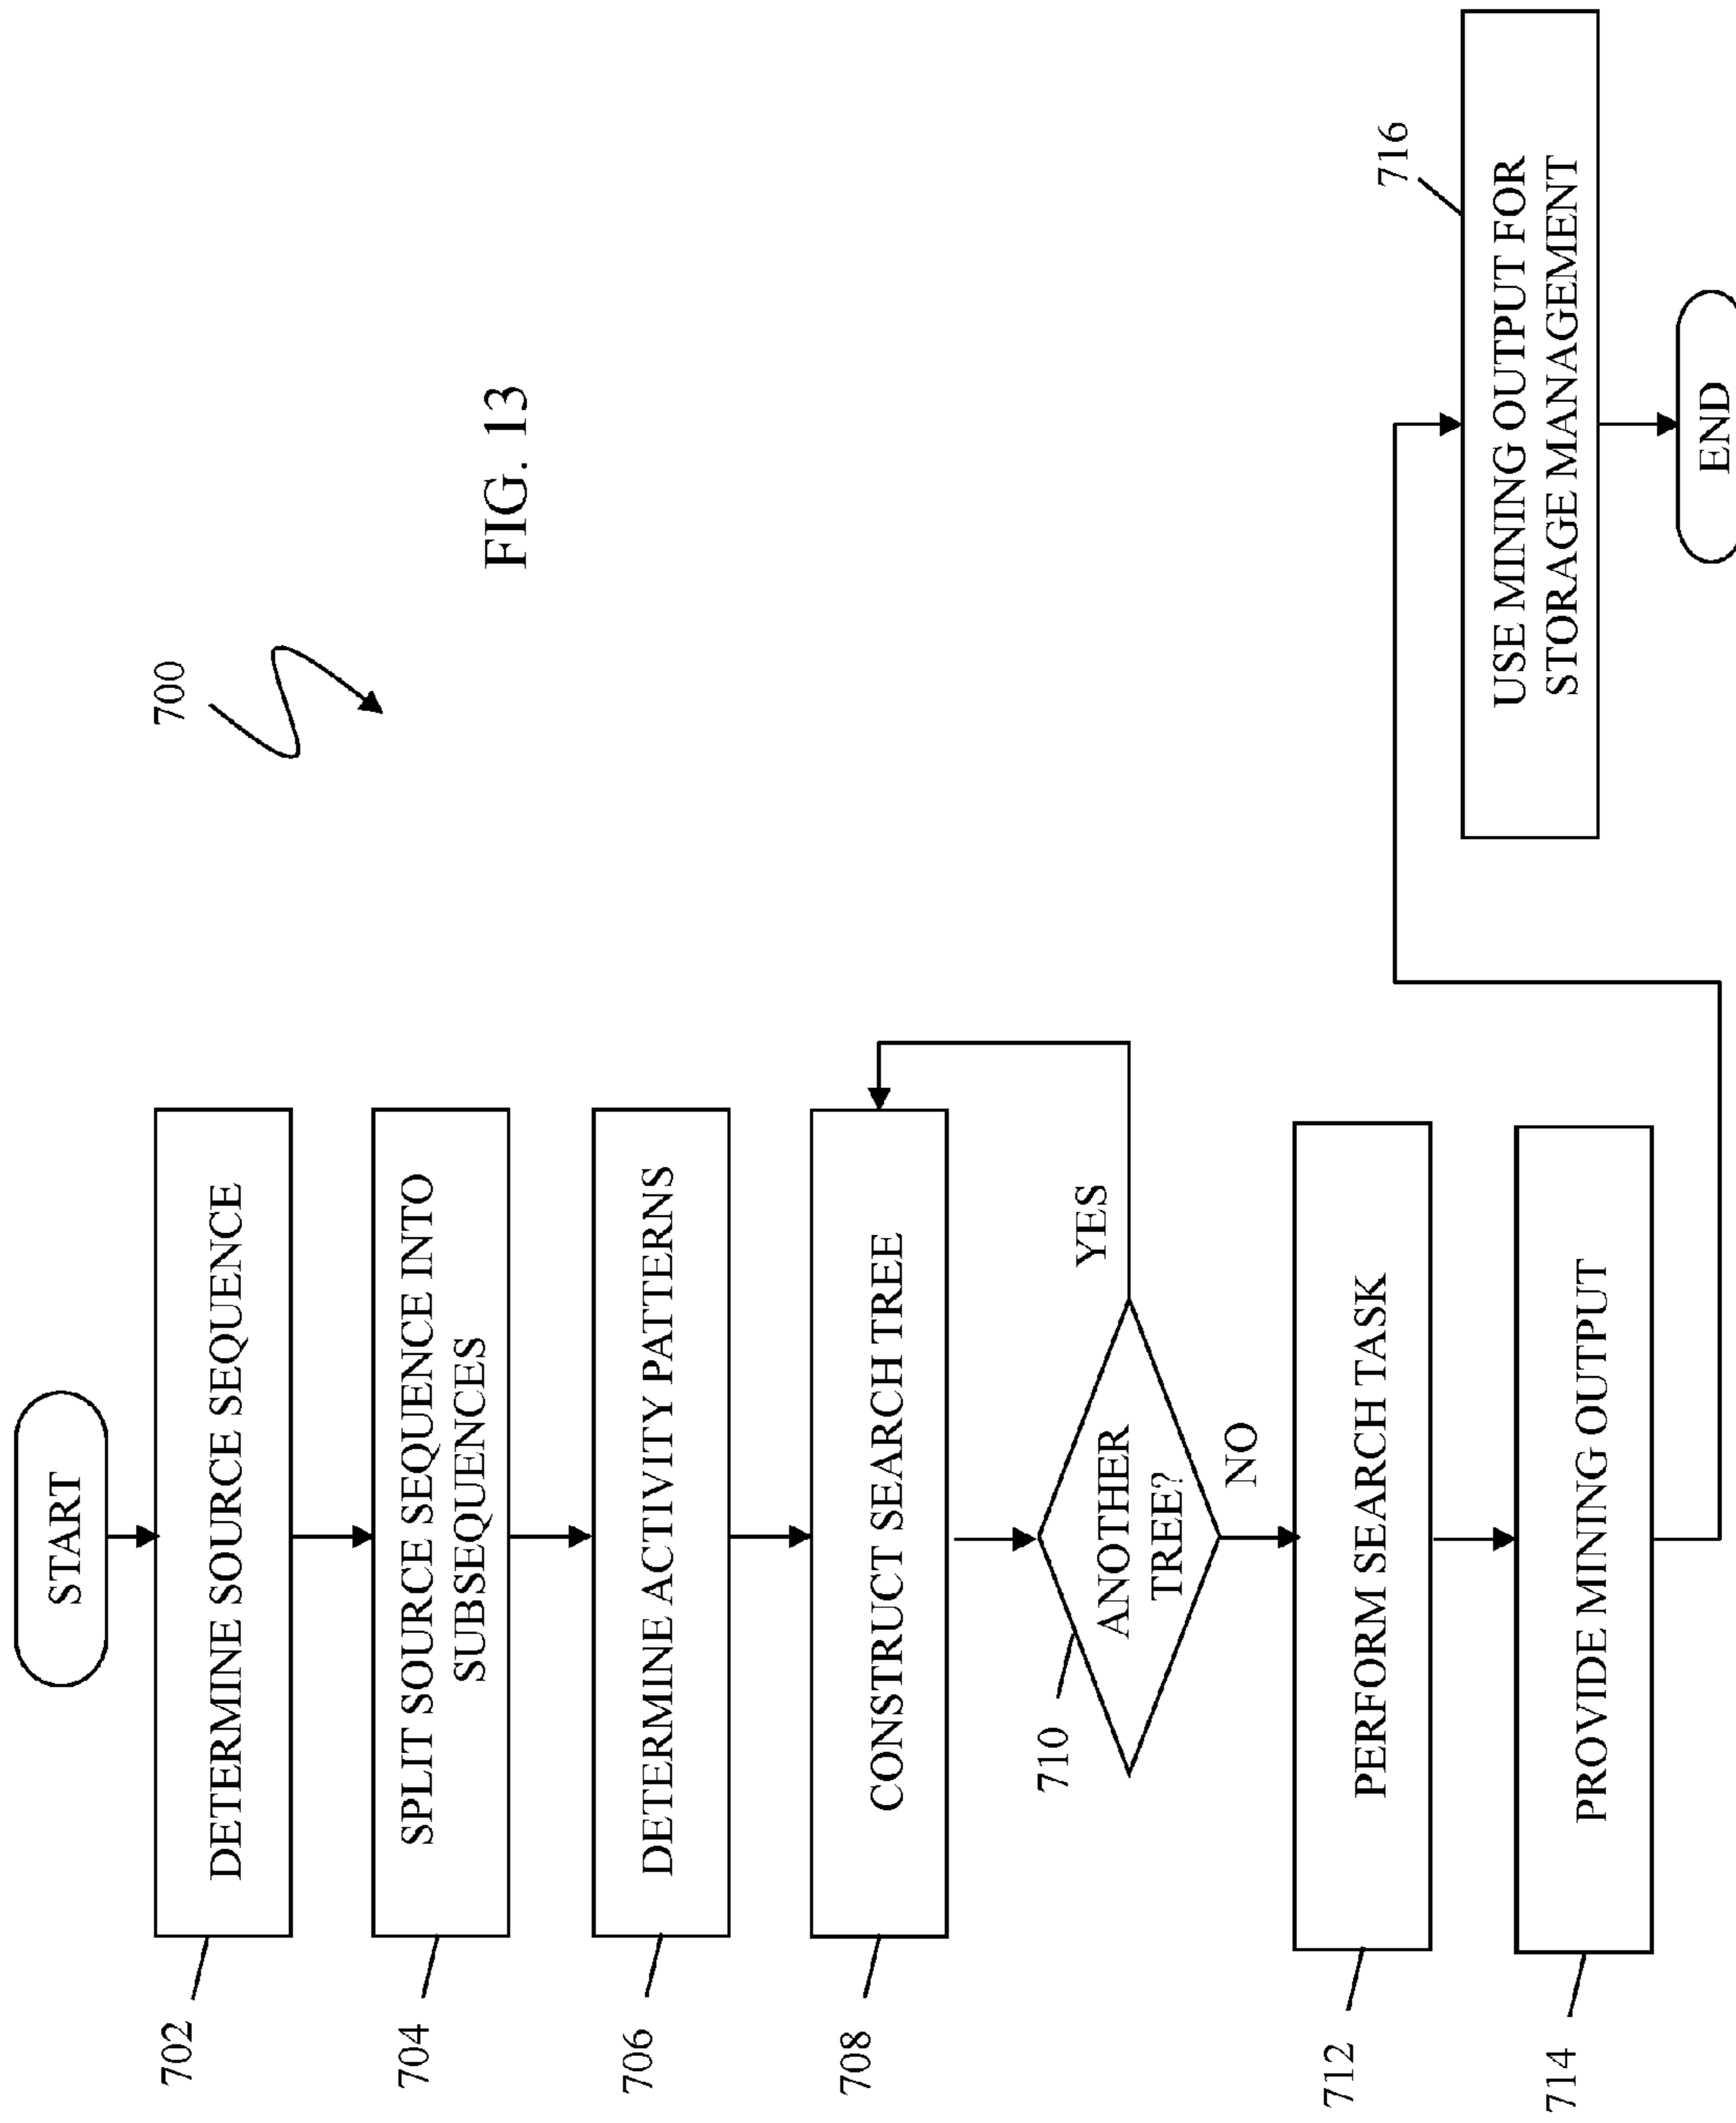 700
FIG. 13
START
702
DETERMINE SOURCE SEQUENCE
704
SPLIT SOURCE SEQUENCE INTO
SUBSEQUENCES
706
DETERMINE ACTIVITY PATTERNS
708
CONSTRUCT SEARCH TREE
710
ANOTHER
TREE?
YES
NO
712
PERFORM SEARCH TASK
714
PROVIDE MINING OUTPUT
716
USE MINING OUTPUT FOR
STORAGE MANAGEMENT
END